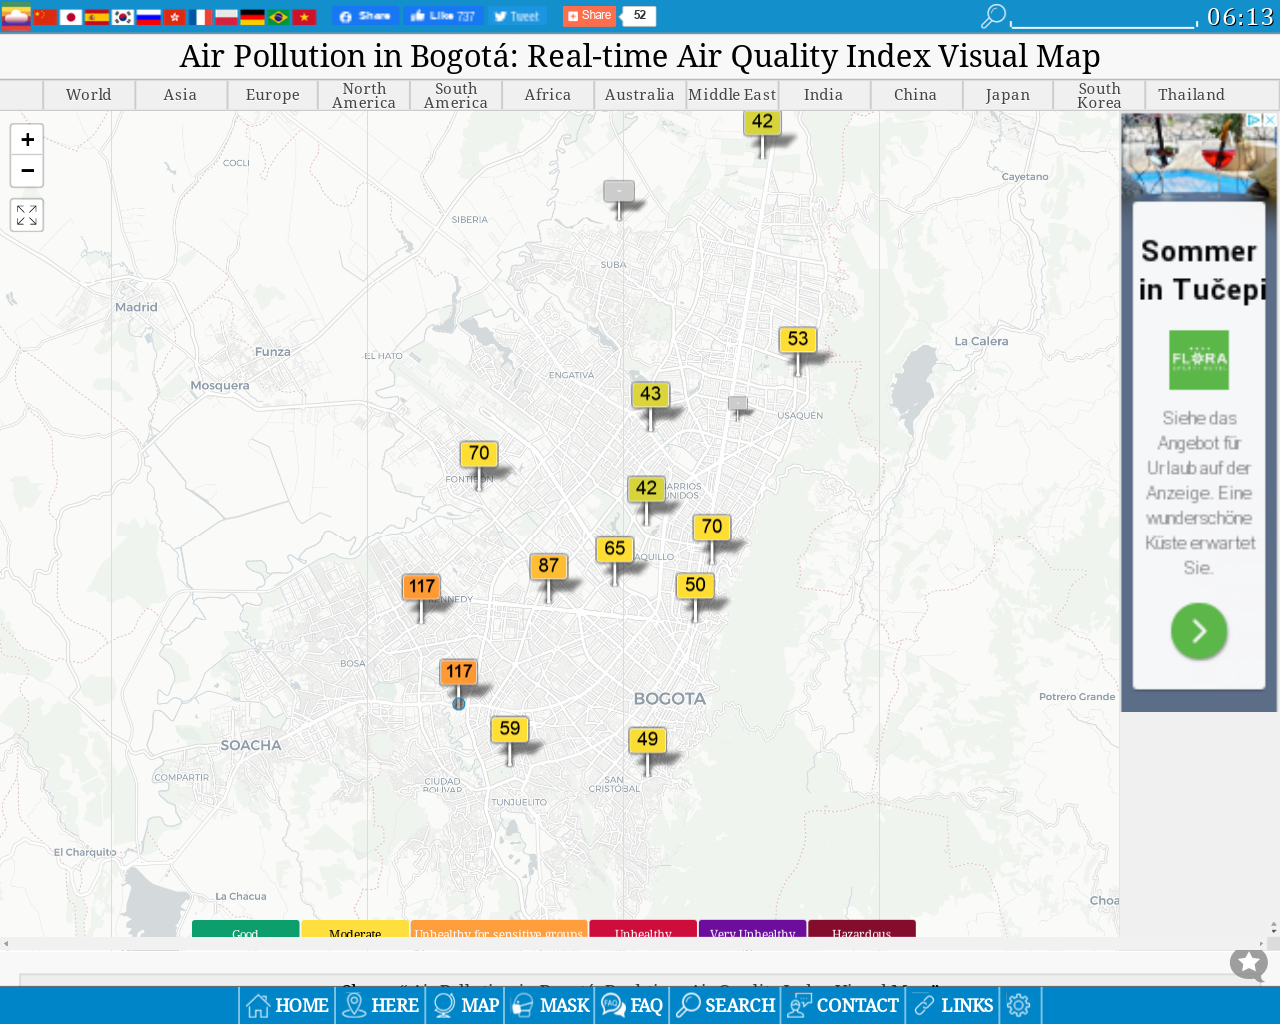 Share
Like 737
Tweet
Share
52
06:13
Air Pollution in Bogotá: Real-time Air Quality Index Visual Map
World
Asia
Europe
North America
South America
Africa
Australia
Middle East
India
China
Japan
South Korea
Thailand
+
−
42
COCLI
Cayetano
-
SIBERIA
SUBA
Madrid
53
La Calera
Funza
EL HATO
ENGATIVÁ
Mosquera
43
USAQUÉN
70
FONTIBÓN
42
BARRIOS
UNIDOS
70
65
AQUILLO
87
117
KENNEDY
50
BOSA
117
BOGOTA
Potrero Grande
59
49
SOACHA
CIUDAD
BOLÍVAR
SAN
CRISTÓBAL
COMPARTIR
TUNJUELITO
El Charquito
La Chacua
Choa
Good
Moderate
Unhealthy for sensitive groups
Unhealthy
Very Unhealthy
Hazardous
Sommer
in Tučepi
FLORA
Siehe das
Angebot für
Urlaub auf der
Anzeige. Eine
wunderschöne
Küste erwartet
Sie.
HOME
HERE
MAP
MASK
FAQ
FAQ
SEARCH
CONTACT
LINKS